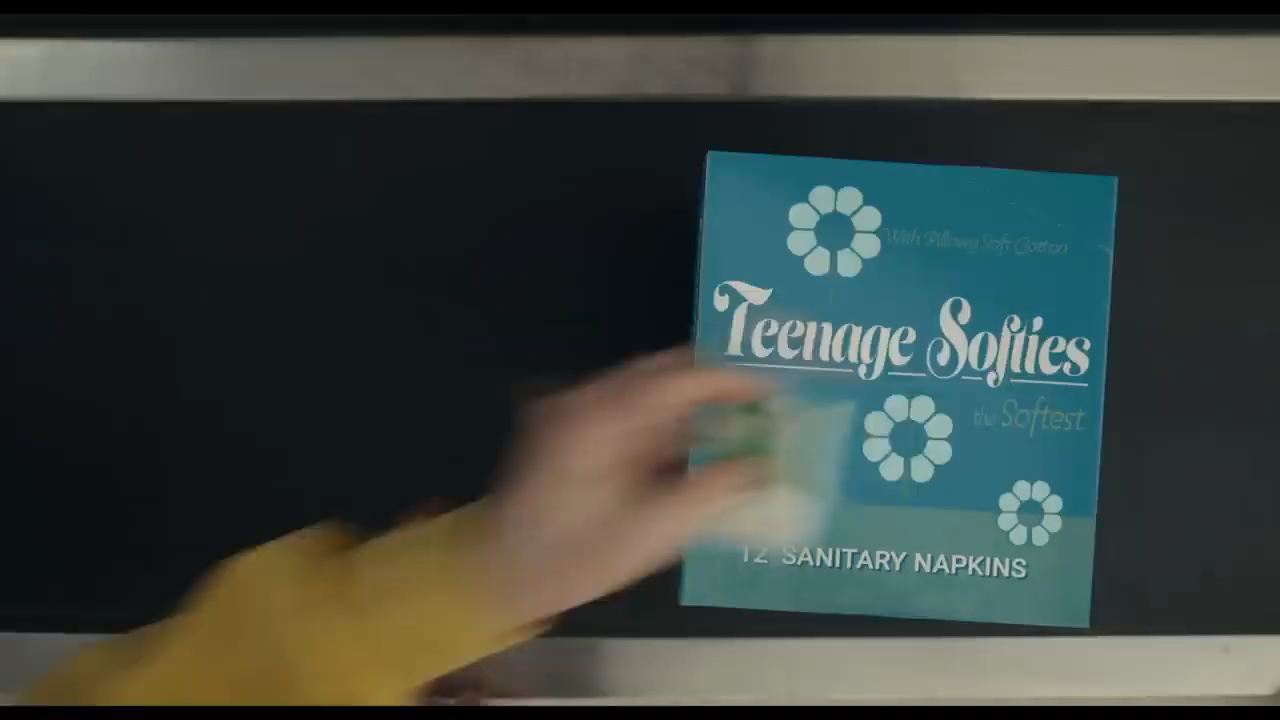 With Pillowy Soft Cotton
Teenage Softies
the Softest
12 SANITARY NAPKINS